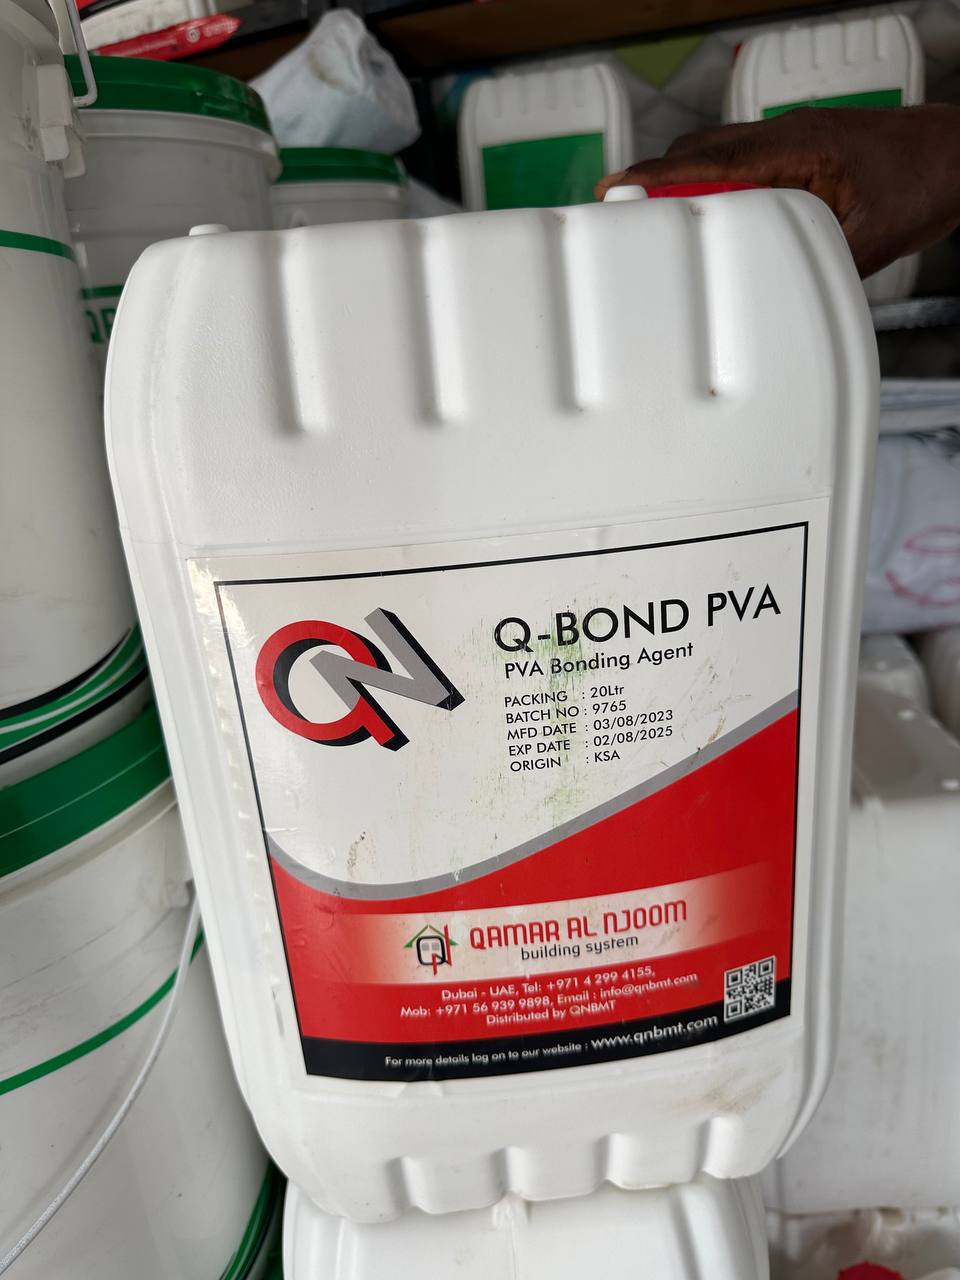 QN
Q-BOND PVA
PVA Bonding Agent
PACKING : 20Ltr
BATCH NO : 9765
MFD DATE : 03/08/2023
EXP DATE : 02/08/2025
ORIGIN : KSA
QAMAR AL NJOOM
building system
Dubai - UAE, Tel: +971 4 299 4155,
Mob: +971 56 939 9898, Email : info@qnbmt.com
Distributed by QNBMT
For more details log on to our website : www.qnbmt.com